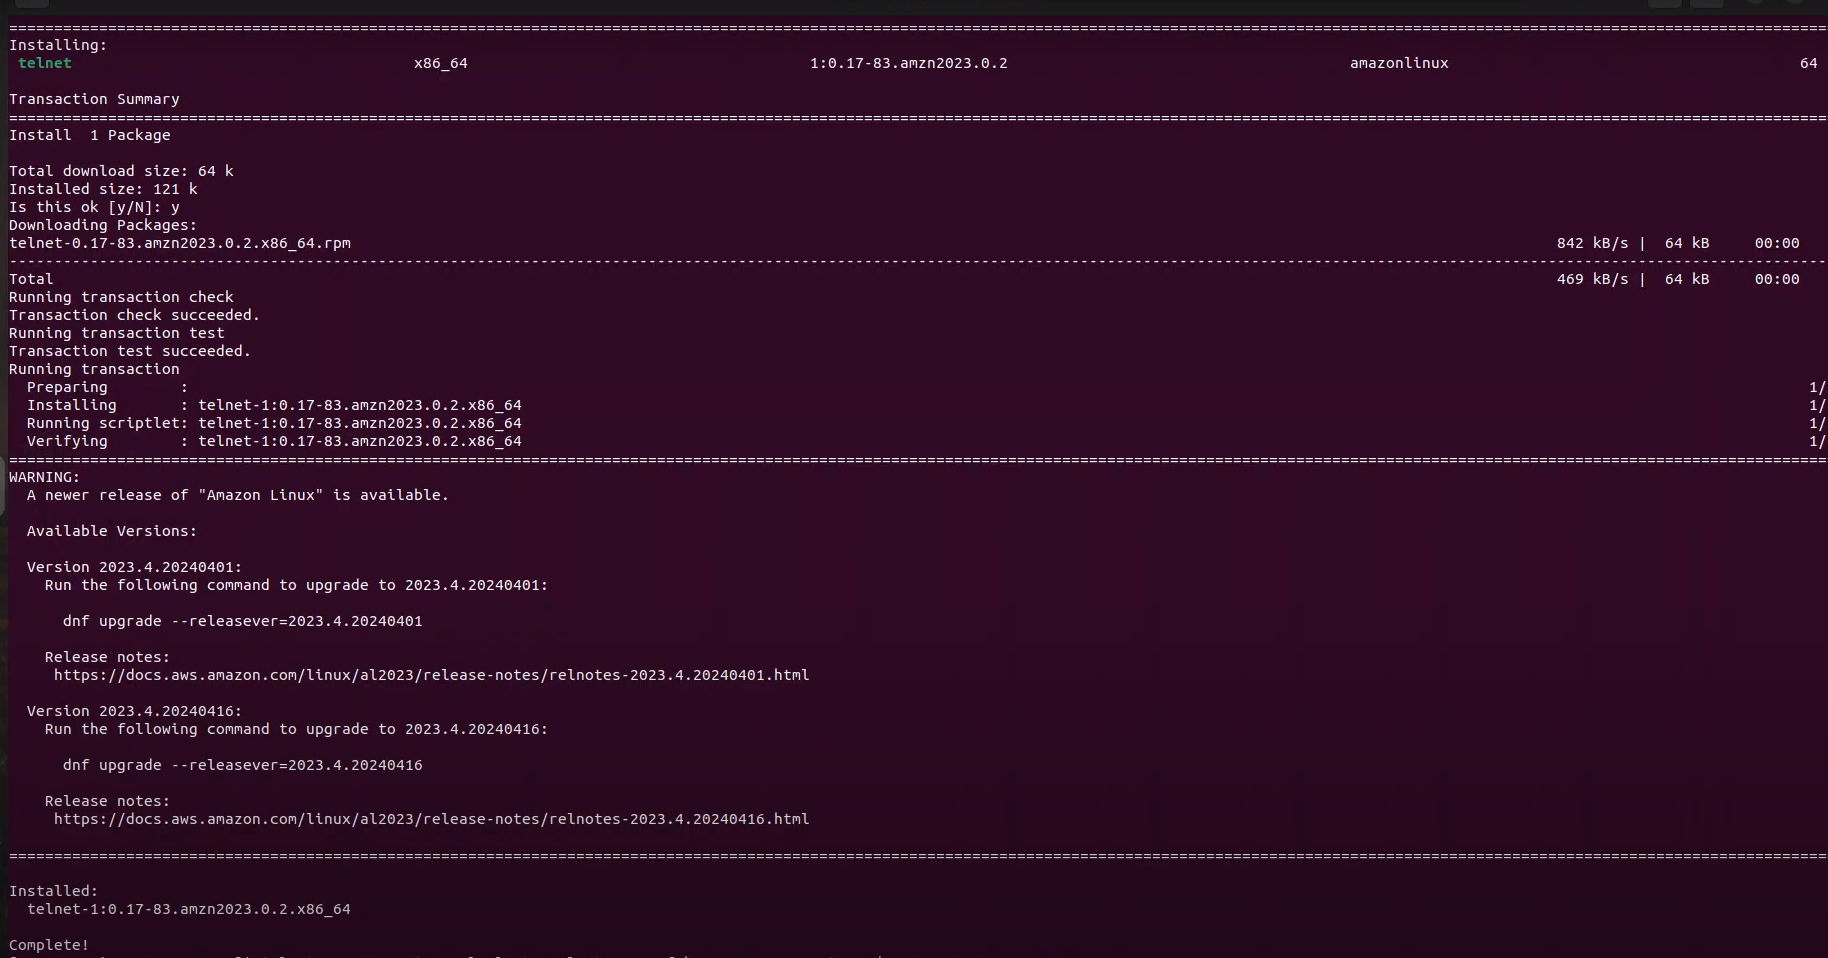 ================================================================================
Installing:
telnet x86_64 1:0.17-83.amzn2023.0.2 amazonlinux 64
Transaction Summary
================================================================================
Install  1 Package
Total download size: 64 k
Installed size: 121 k
Is this ok [y/N]: y
Downloading Packages:
telnet-0.17-83.amzn2023.0.2.x86_64.rpm 842 kB/s |  64 kB     00:00
--------------------------------------------------------------------------------
Total 469 kB/s |  64 kB     00:00
Running transaction check
Transaction check succeeded.
Running transaction test
Transaction test succeeded.
Running transaction
Preparing        : 1/
Installing       : telnet-1:0.17-83.amzn2023.0.2.x86_64 1/
Running scriptlet: telnet-1:0.17-83.amzn2023.0.2.x86_64 1/
Verifying        : telnet-1:0.17-83.amzn2023.0.2.x86_64 1/
================================================================================
WARNING:
A newer release of "Amazon Linux" is available.
Available Versions:
Version 2023.4.20240401:
Run the following command to upgrade to 2023.4.20240401:
dnf upgrade --releasever=2023.4.20240401
Release notes:
https://docs.aws.amazon.com/linux/al2023/release-notes/relnotes-2023.4.20240401.html
Version 2023.4.20240416:
Run the following command to upgrade to 2023.4.20240416:
dnf upgrade --releasever=2023.4.20240416
Release notes:
https://docs.aws.amazon.com/linux/al2023/release-notes/relnotes-2023.4.20240416.html
================================================================================
Installed:
telnet-1:0.17-83.amzn2023.0.2.x86_64
Complete!